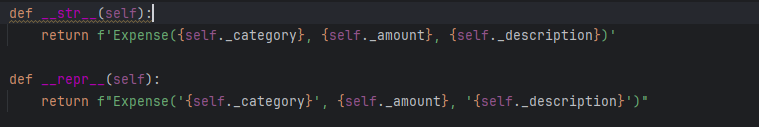 def __str__(self):
    return f'Expense({self._category}, {self._amount}, {self._description})'
def __repr__(self):
    return f"Expense('{self._category}', {self._amount}, '{self._description}')"